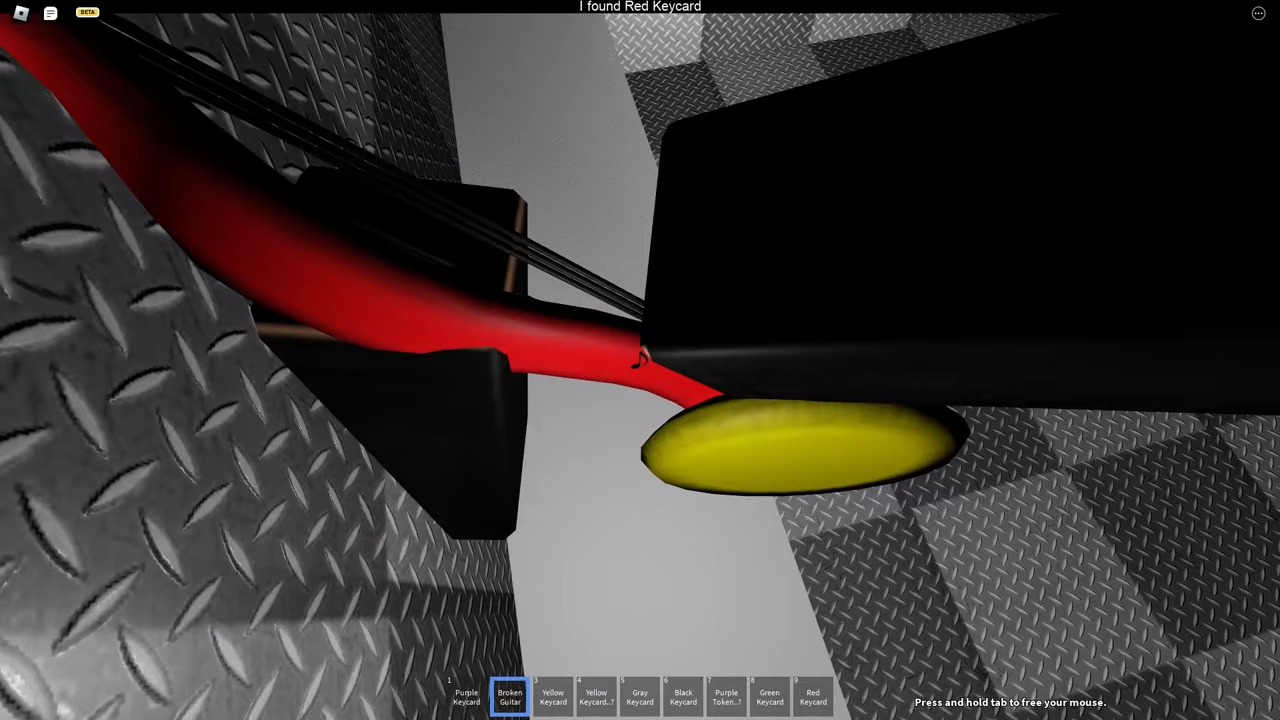 I found Red Keycard
BETA
1 Purple Keycard
Broken Guitar
3 Yellow Keycard
4 Yellow Keycard..?
5 Gray Keycard
6 Black Keycard
7 Purple Token..?
8 Green Keycard
9 Red Keycard
Press and hold tab to free your mouse.